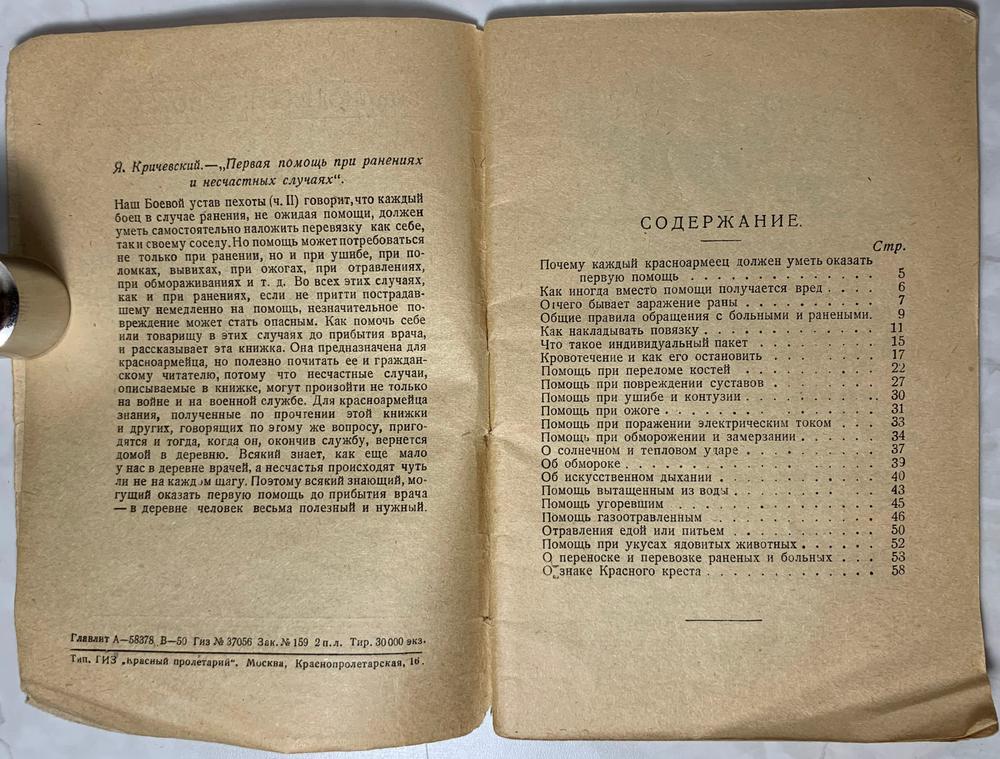 Я. Кричевский.—„Первая помощь при ранениях
и несчастных случаях“.
Наш Боевой устав пехоты (ч. II) говорит, что каждый
боец в случае ранения, не ожидая помощи, должен
уметь самостоятельно наложить перевязку как себе,
так и своему соседу. Но помощь может потребоваться
не только при ранении, но и при ушибе, при по-
ломках, вывихах, при ожогах, при отравлениях,
при обмораживаниях и т. д. Во всех этих случаях,
как и при ранениях, если не притти пострадав-
шему немедленно на помощь, незначительное по-
вреждение может стать опасным. Как помочь себе
или товарищу в этих случаях до прибытия врача,
и рассказывает эта книжка. Она предназначена для
красноармейца, но полезно почитать ее и граждан-
скому читателю, потому что несчастные случаи,
описываемые в книжке, могут произойти не только
на войне и на военной службе. Для красноармейца
знания, полученные по прочтении этой книжки
и других, говорящих по этому же вопросу, приго-
дятся и тогда, когда он, окончив службу, вернется
домой в деревню. Всякий знает, как еще мало
у нас в деревне врачей, а несчастья происходят чуть
ли не на каждом шагу. Поэтому всякий знающий, мо-
гущий оказать первую помощь до прибытия врача
— в деревне человек весьма полезный и нужный.
Главлит А—58378. В—50 Гиз № 37056 Зак. № 159 2 п.л. Тир. 30 000 экз.
Тип. ГИЗ „Красный пролетарий“. Москва, Краснопролетарская, 16.
СОДЕРЖАНИЕ.
Стр.
Почему каждый красноармеец должен уметь оказать
первую помощь . . . . . . . . . . . . . . . 5
Как иногда вместо помощи получается вред . . . . 6
Отчего бывает заражение раны . . . . . . . . . . 7
Общие правила обращения с больными и ранеными. 9
Как накладывать повязку . . . . . . . . . . . . . 11
Что такое индивидуальный пакет . . . . . . . . . 15
Кровотечение и как его остановить . . . . . . . . 17
Помощь при переломе костей . . . . . . . . . . . 22
Помощь при повреждении суставов . . . . . . . . 27
Помощь при ушибе и контузии . . . . . . . . . . 30
Помощь при ожоге . . . . . . . . . . . . . . . . 31
Помощь при поражении электрическим током . . . 33
Помощь при обморожении и замерзании . . . . . . 34
О солнечном и тепловом ударе . . . . . . . . . . 37
Об обмороке . . . . . . . . . . . . . . . . . . . 39
Об искусственном дыхании . . . . . . . . . . . . 40
Помощь вытащенным из воды . . . . . . . . . . . 43
Помощь угоревшим . . . . . . . . . . . . . . . . 45
Помощь газоотравленным . . . . . . . . . . . . . 46
Отравления едой или питьем . . . . . . . . . . . 50
Помощь при укусах ядовитых животных . . . . . . 52
О переноске и перевозке раненых и больных . . . 53
О знаке Красного креста . . . . . . . . . . . . . 58